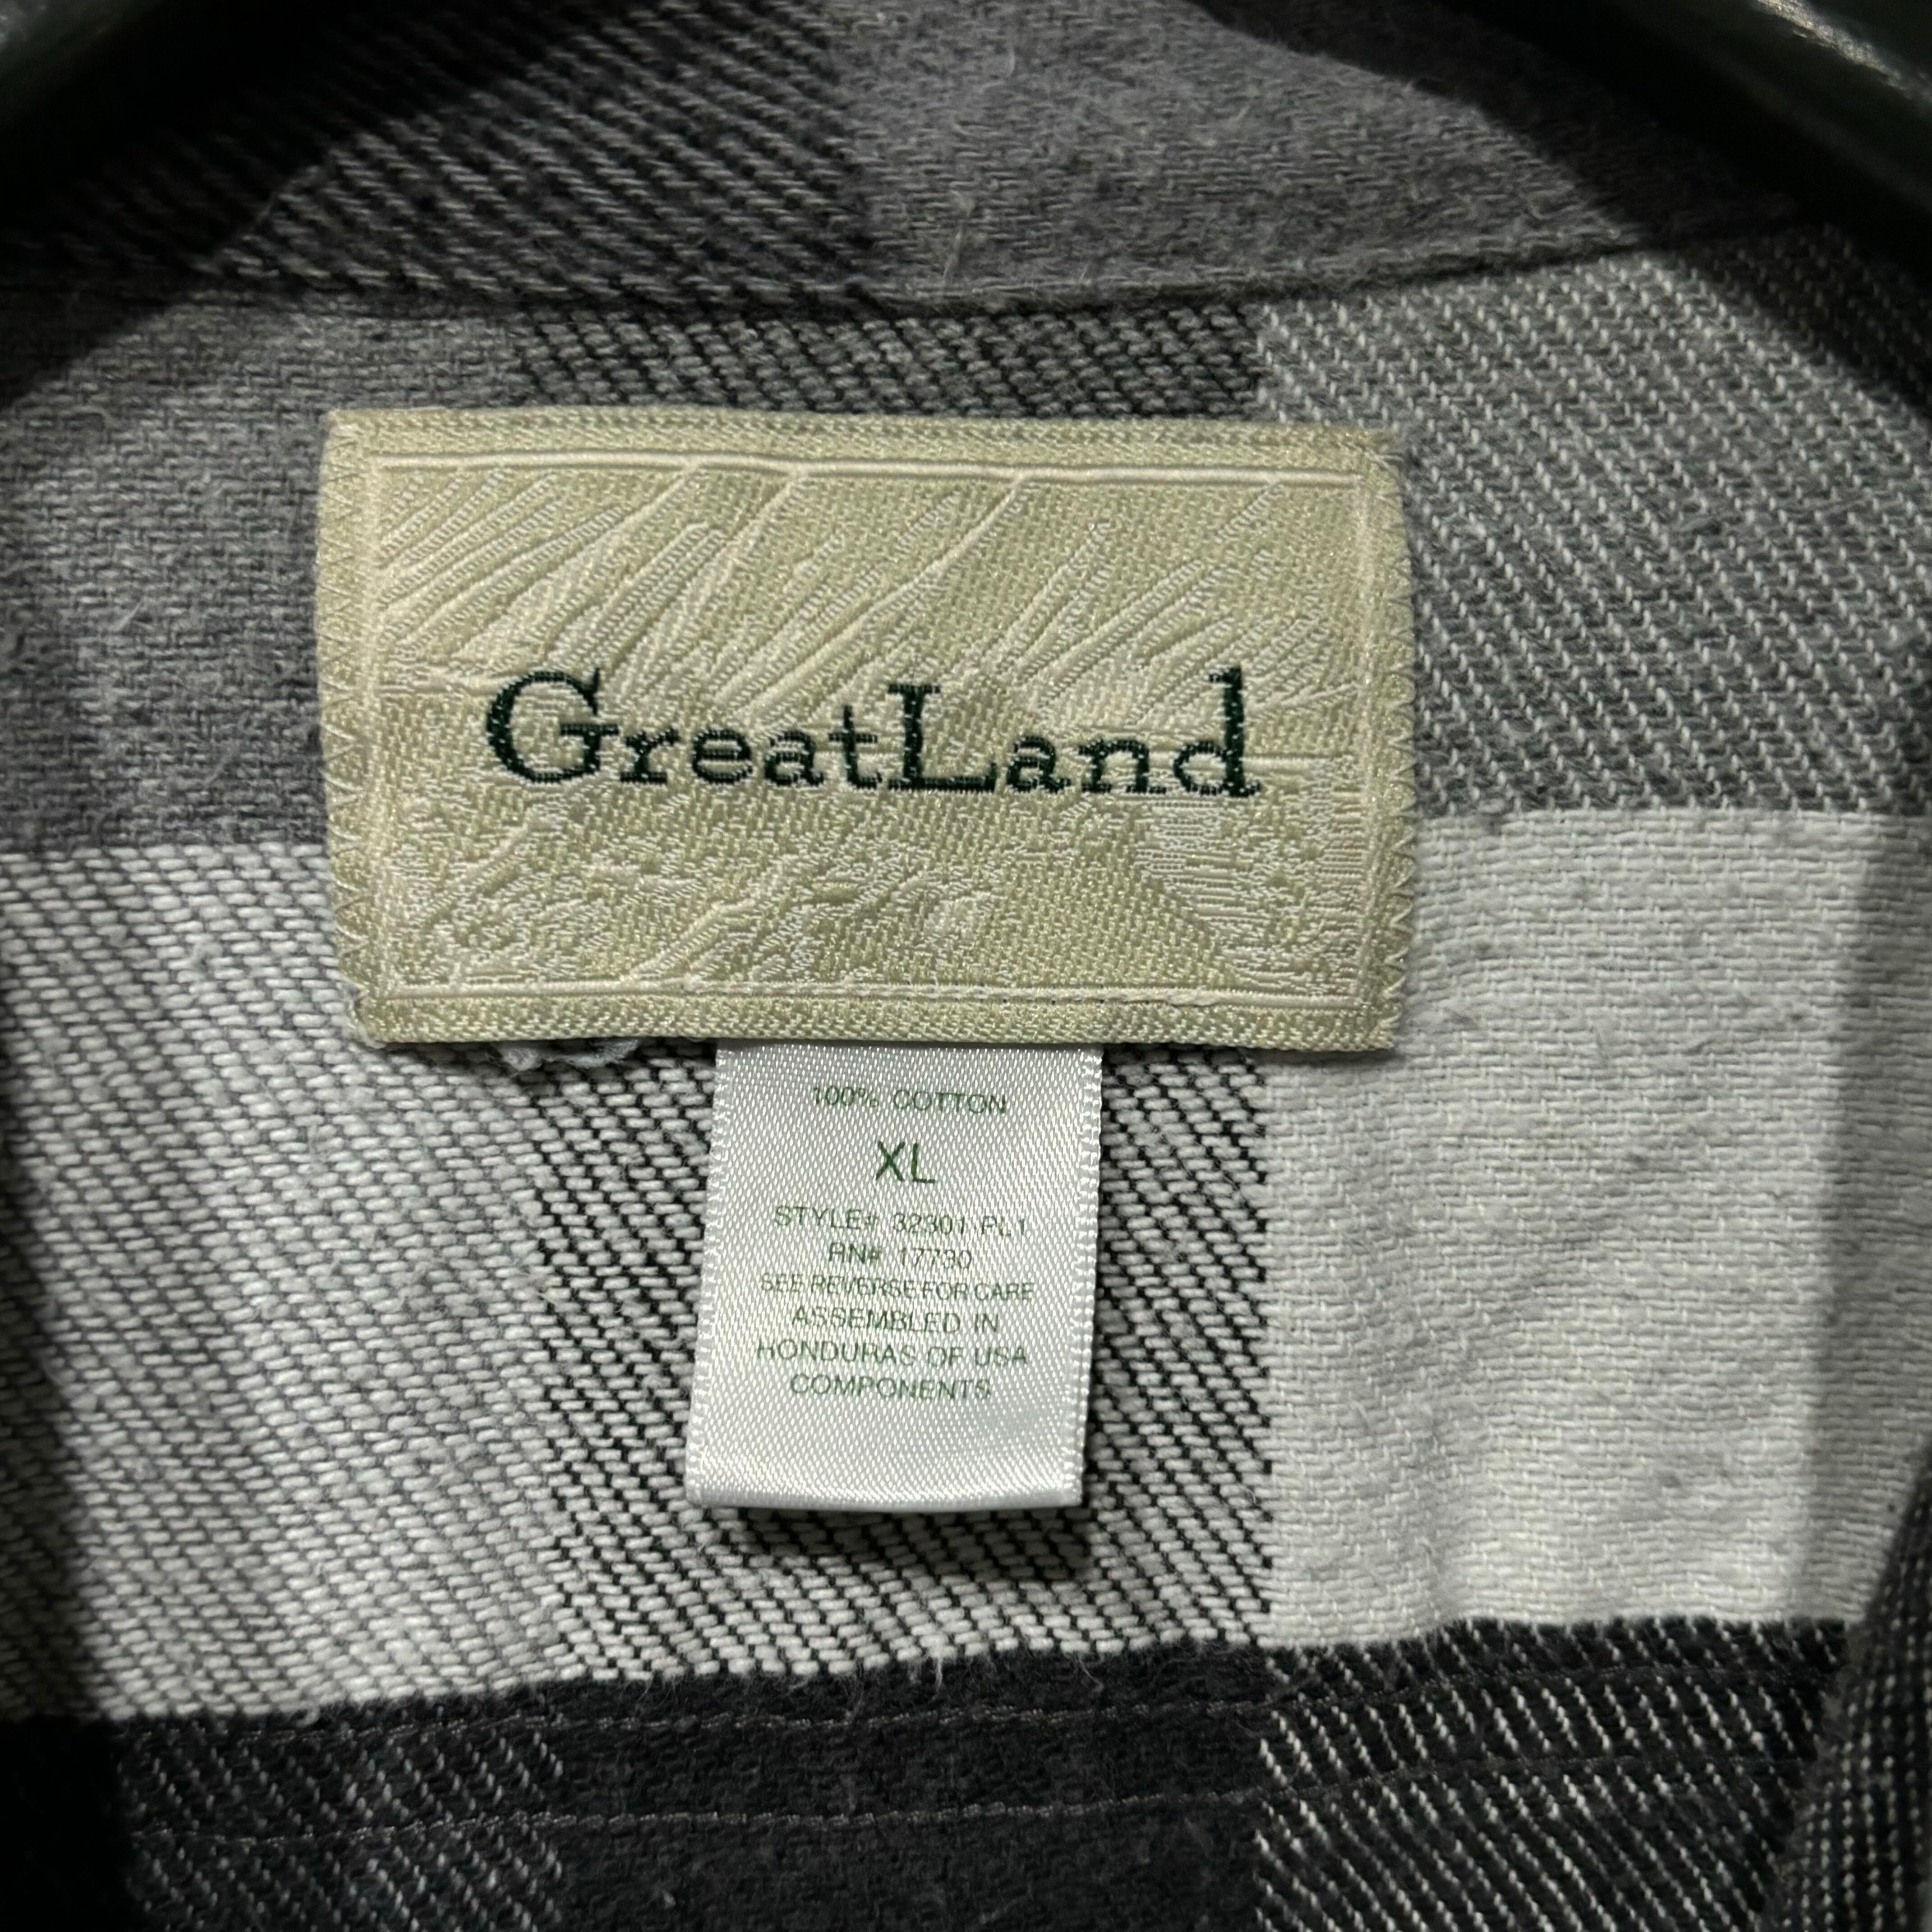 GreatLand
100% COTTON
XL
STYLE# 32301 PL1
RN# 17730
SEE REVERSE FOR CARE
ASSEMBLED IN
HONDURAS OF USA
COMPONENTS